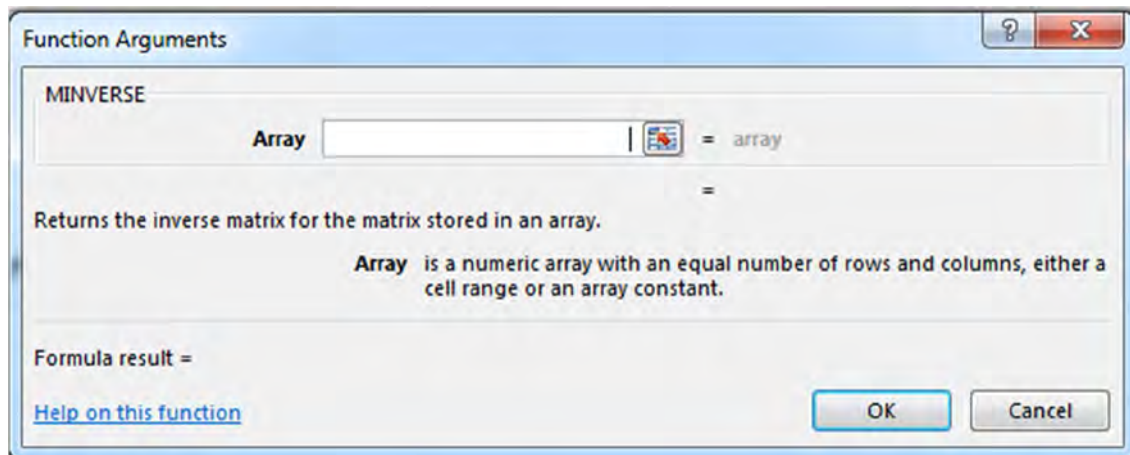 Function Arguments
?
MINVERSE
Array = array
=
Returns the inverse matrix for the matrix stored in an array.
Array is a numeric array with an equal number of rows and columns, either a
cell range or an array constant.
Formula result =
Help on this function OK Cancel